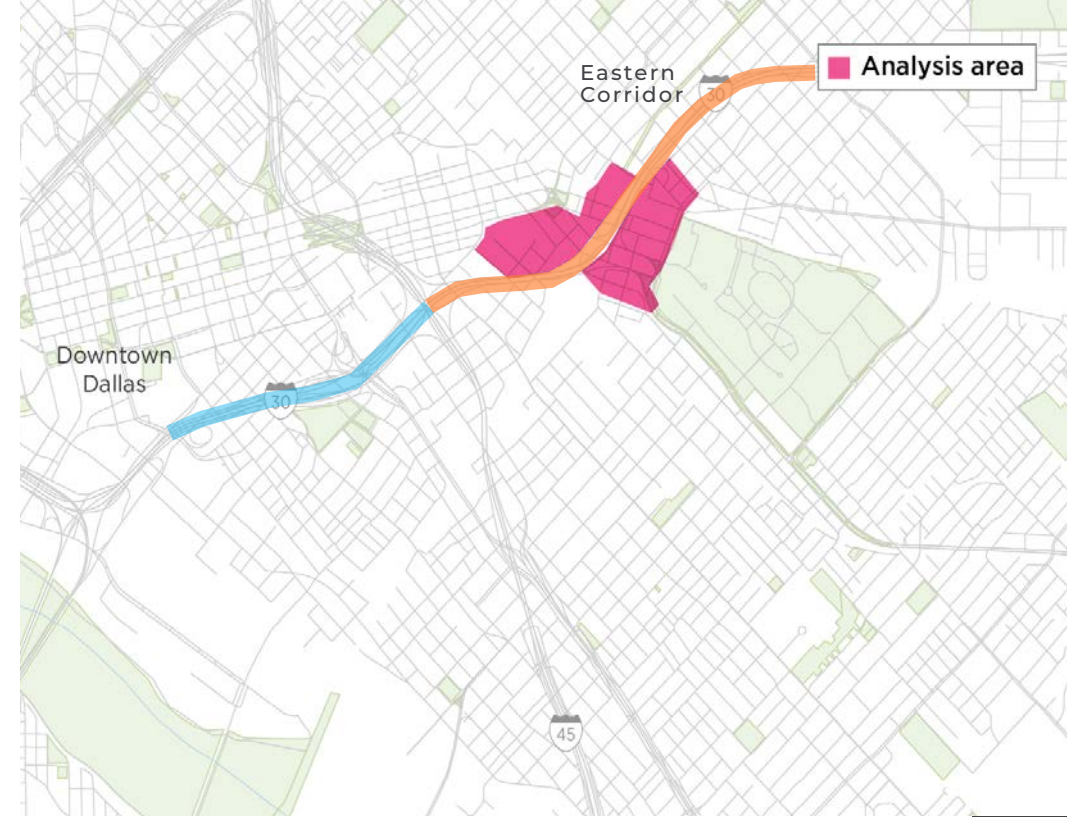 Analysis area
Eastern
Corridor
30
Downtown
Dallas
30
45